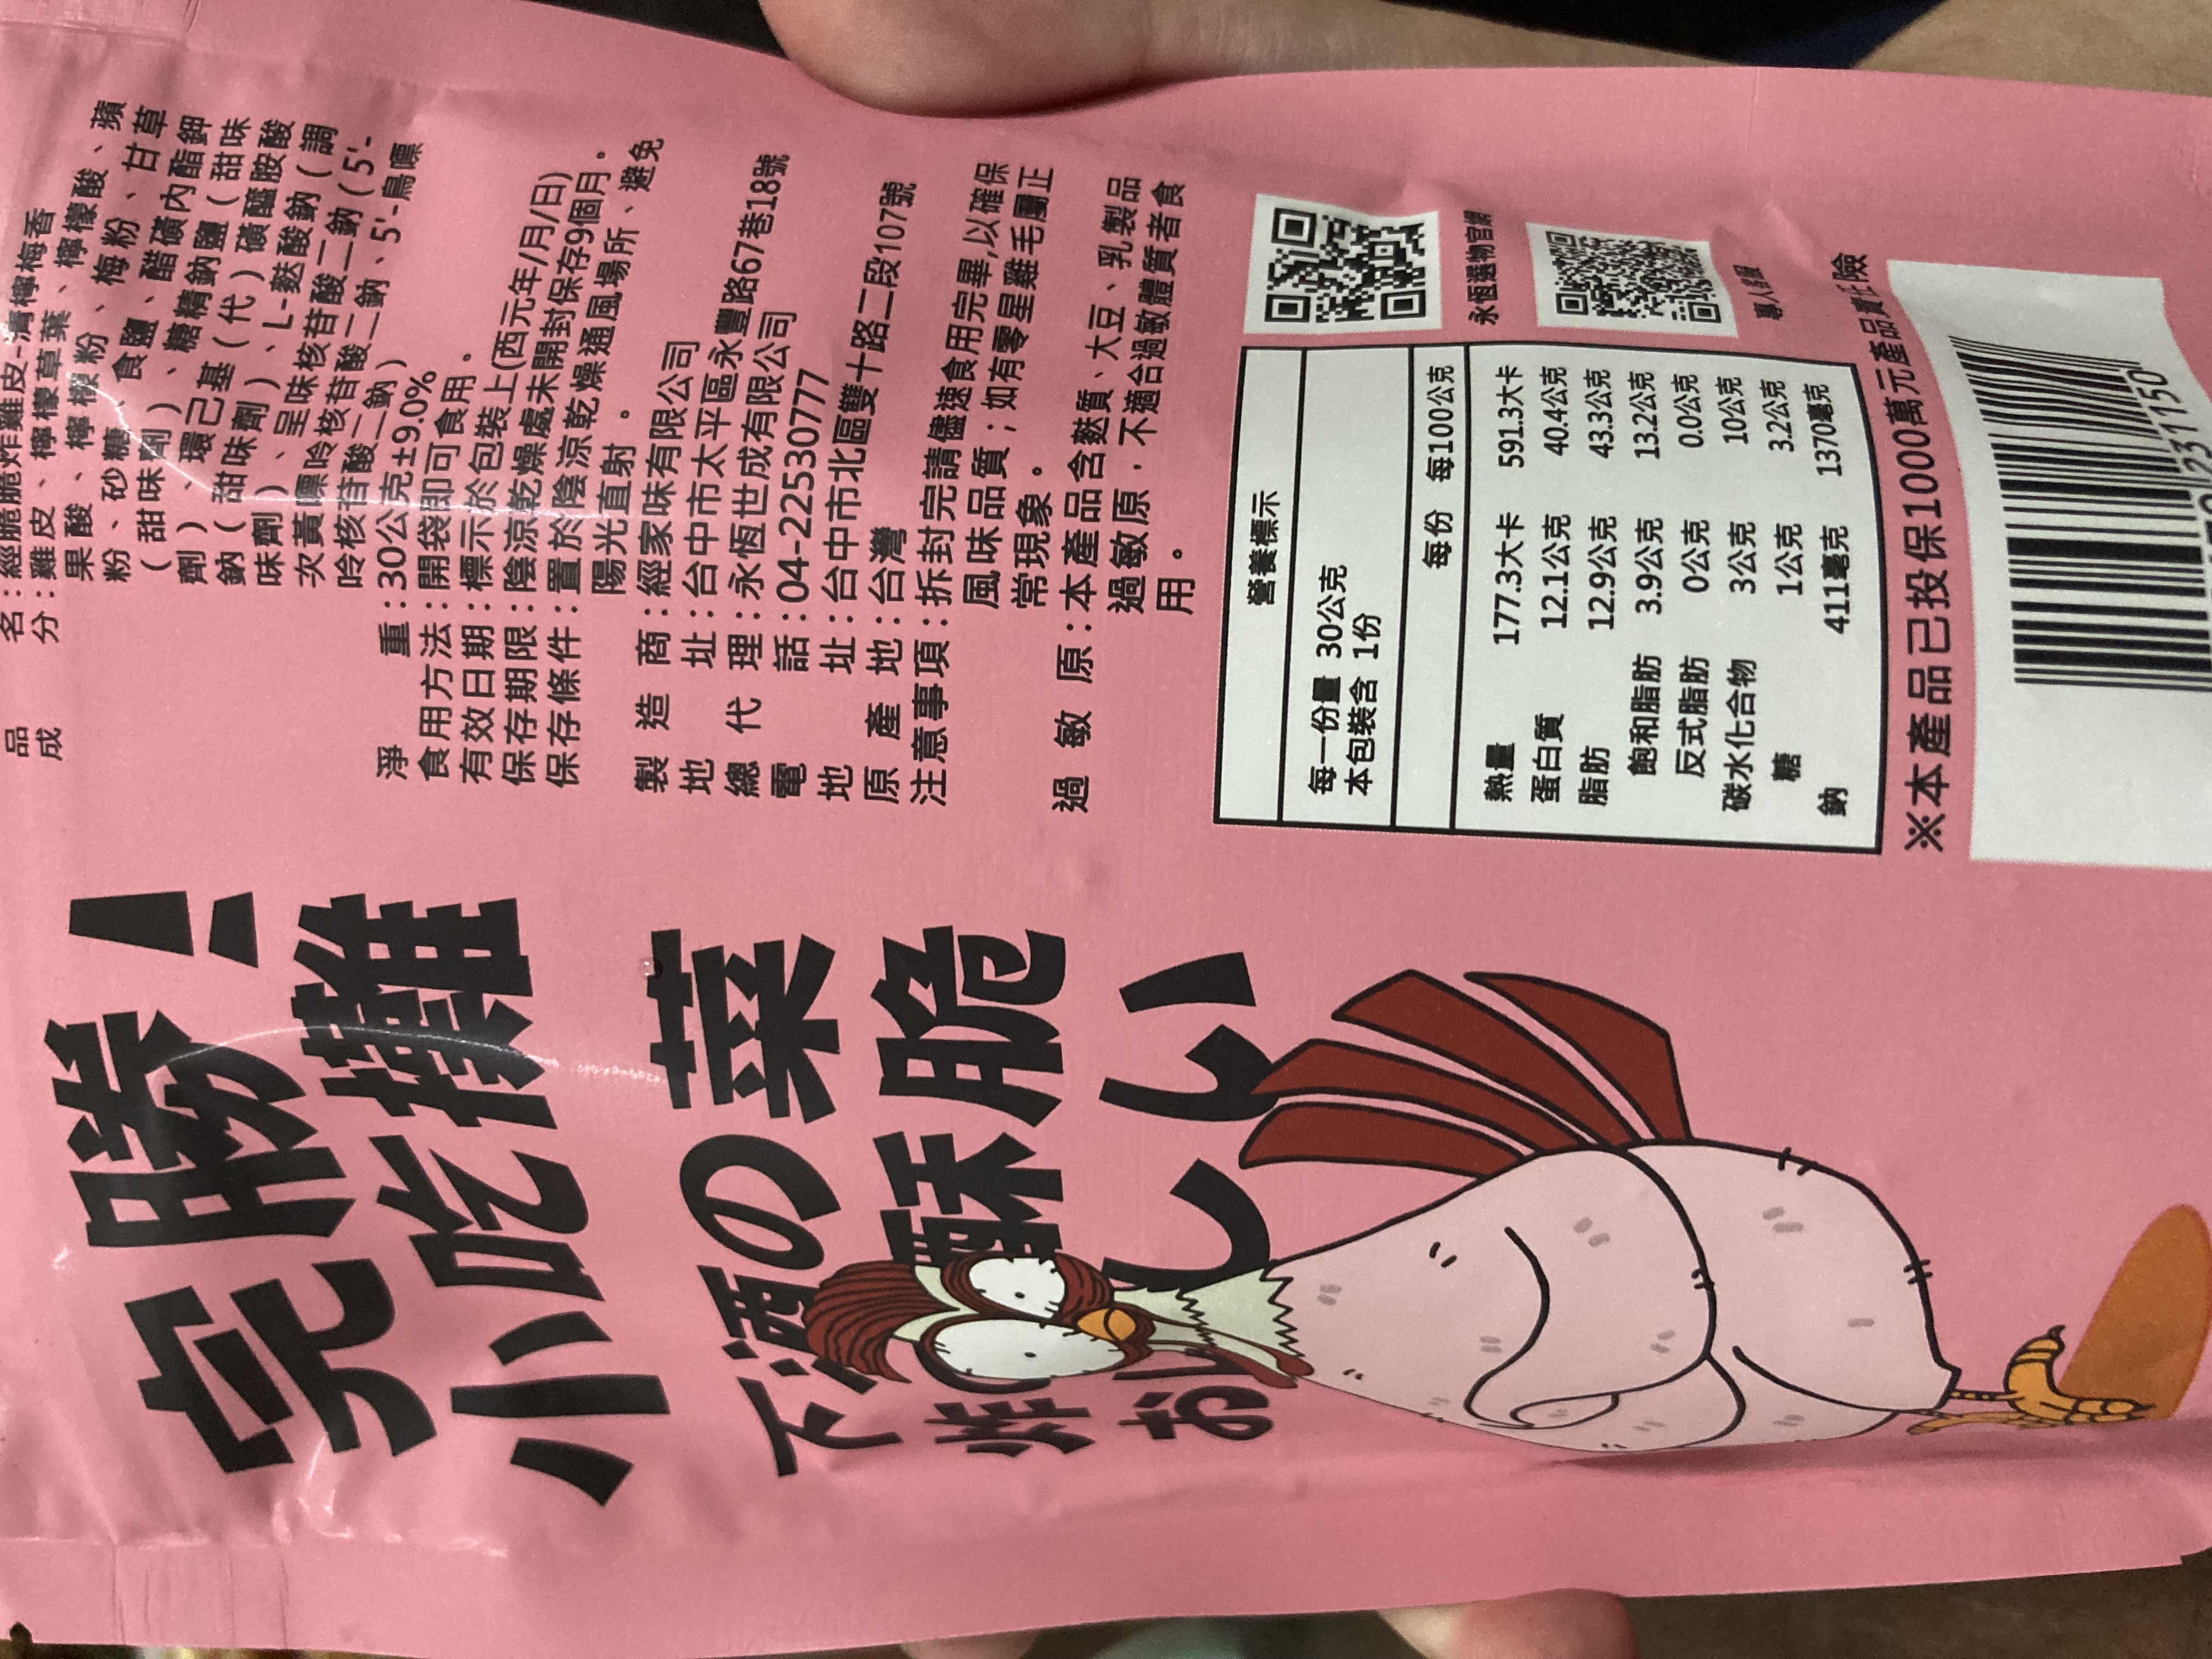 完勝！
小吃攤
下酒の菜
炸 酥脆
おいしい
品 名：經脆脆炸雞皮-清檸梅香
成 分：雞皮、檸檬草葉、檸檬酸、蘋
果酸、檸檬粉、梅粉、甘草
粉、砂糖、食鹽、醋磺內酯鉀
（甜味劑）、糖精鈉鹽（甜味
劑）、環己基（代）磺醯胺酸
鈉（甜味劑）、L-麩酸鈉（調
味劑）、呈味核苷酸二鈉（5'-
次黃嘌呤核苷酸二鈉、5'-鳥嘌
呤核苷酸二鈉）
淨 重：30公克±9.0%
食用方法：開袋即可食用。
有效日期：標示於包裝上(西元年/月/日)
保存期限：陰涼乾燥處未開封保存9個月。
保存條件：置於陰涼乾燥通風場所、避免
陽光直射。
製 造 商：經家味有限公司
地 址：台中市太平區永豐路67巷18號
總 代 理：永恆世成有限公司
電 話：04-22530777
地 址：台中市北區雙十路二段107號
原 產 地：台灣
注意事項：拆封完請儘速食用完畢,以確保
風味品質；如有零星雞毛屬正
常現象。
過 敏 原：本產品含麩質、大豆、乳製品
過敏原，不適合過敏體質者食
用。
營養標示
每一份量 30公克
本包裝含 1份
每份 每100公克
熱量 177.3大卡 591.3大卡
蛋白質 12.1公克 40.4公克
脂肪 12.9公克 43.3公克
飽和脂肪 3.9公克 13.2公克
反式脂肪 0公克 0.0公克
碳水化合物 3公克 10公克
糖 1公克 3.2公克
鈉 411毫克 1370毫克
永恆選物官網
專人客服
※本產品已投保1000萬元產品責任險